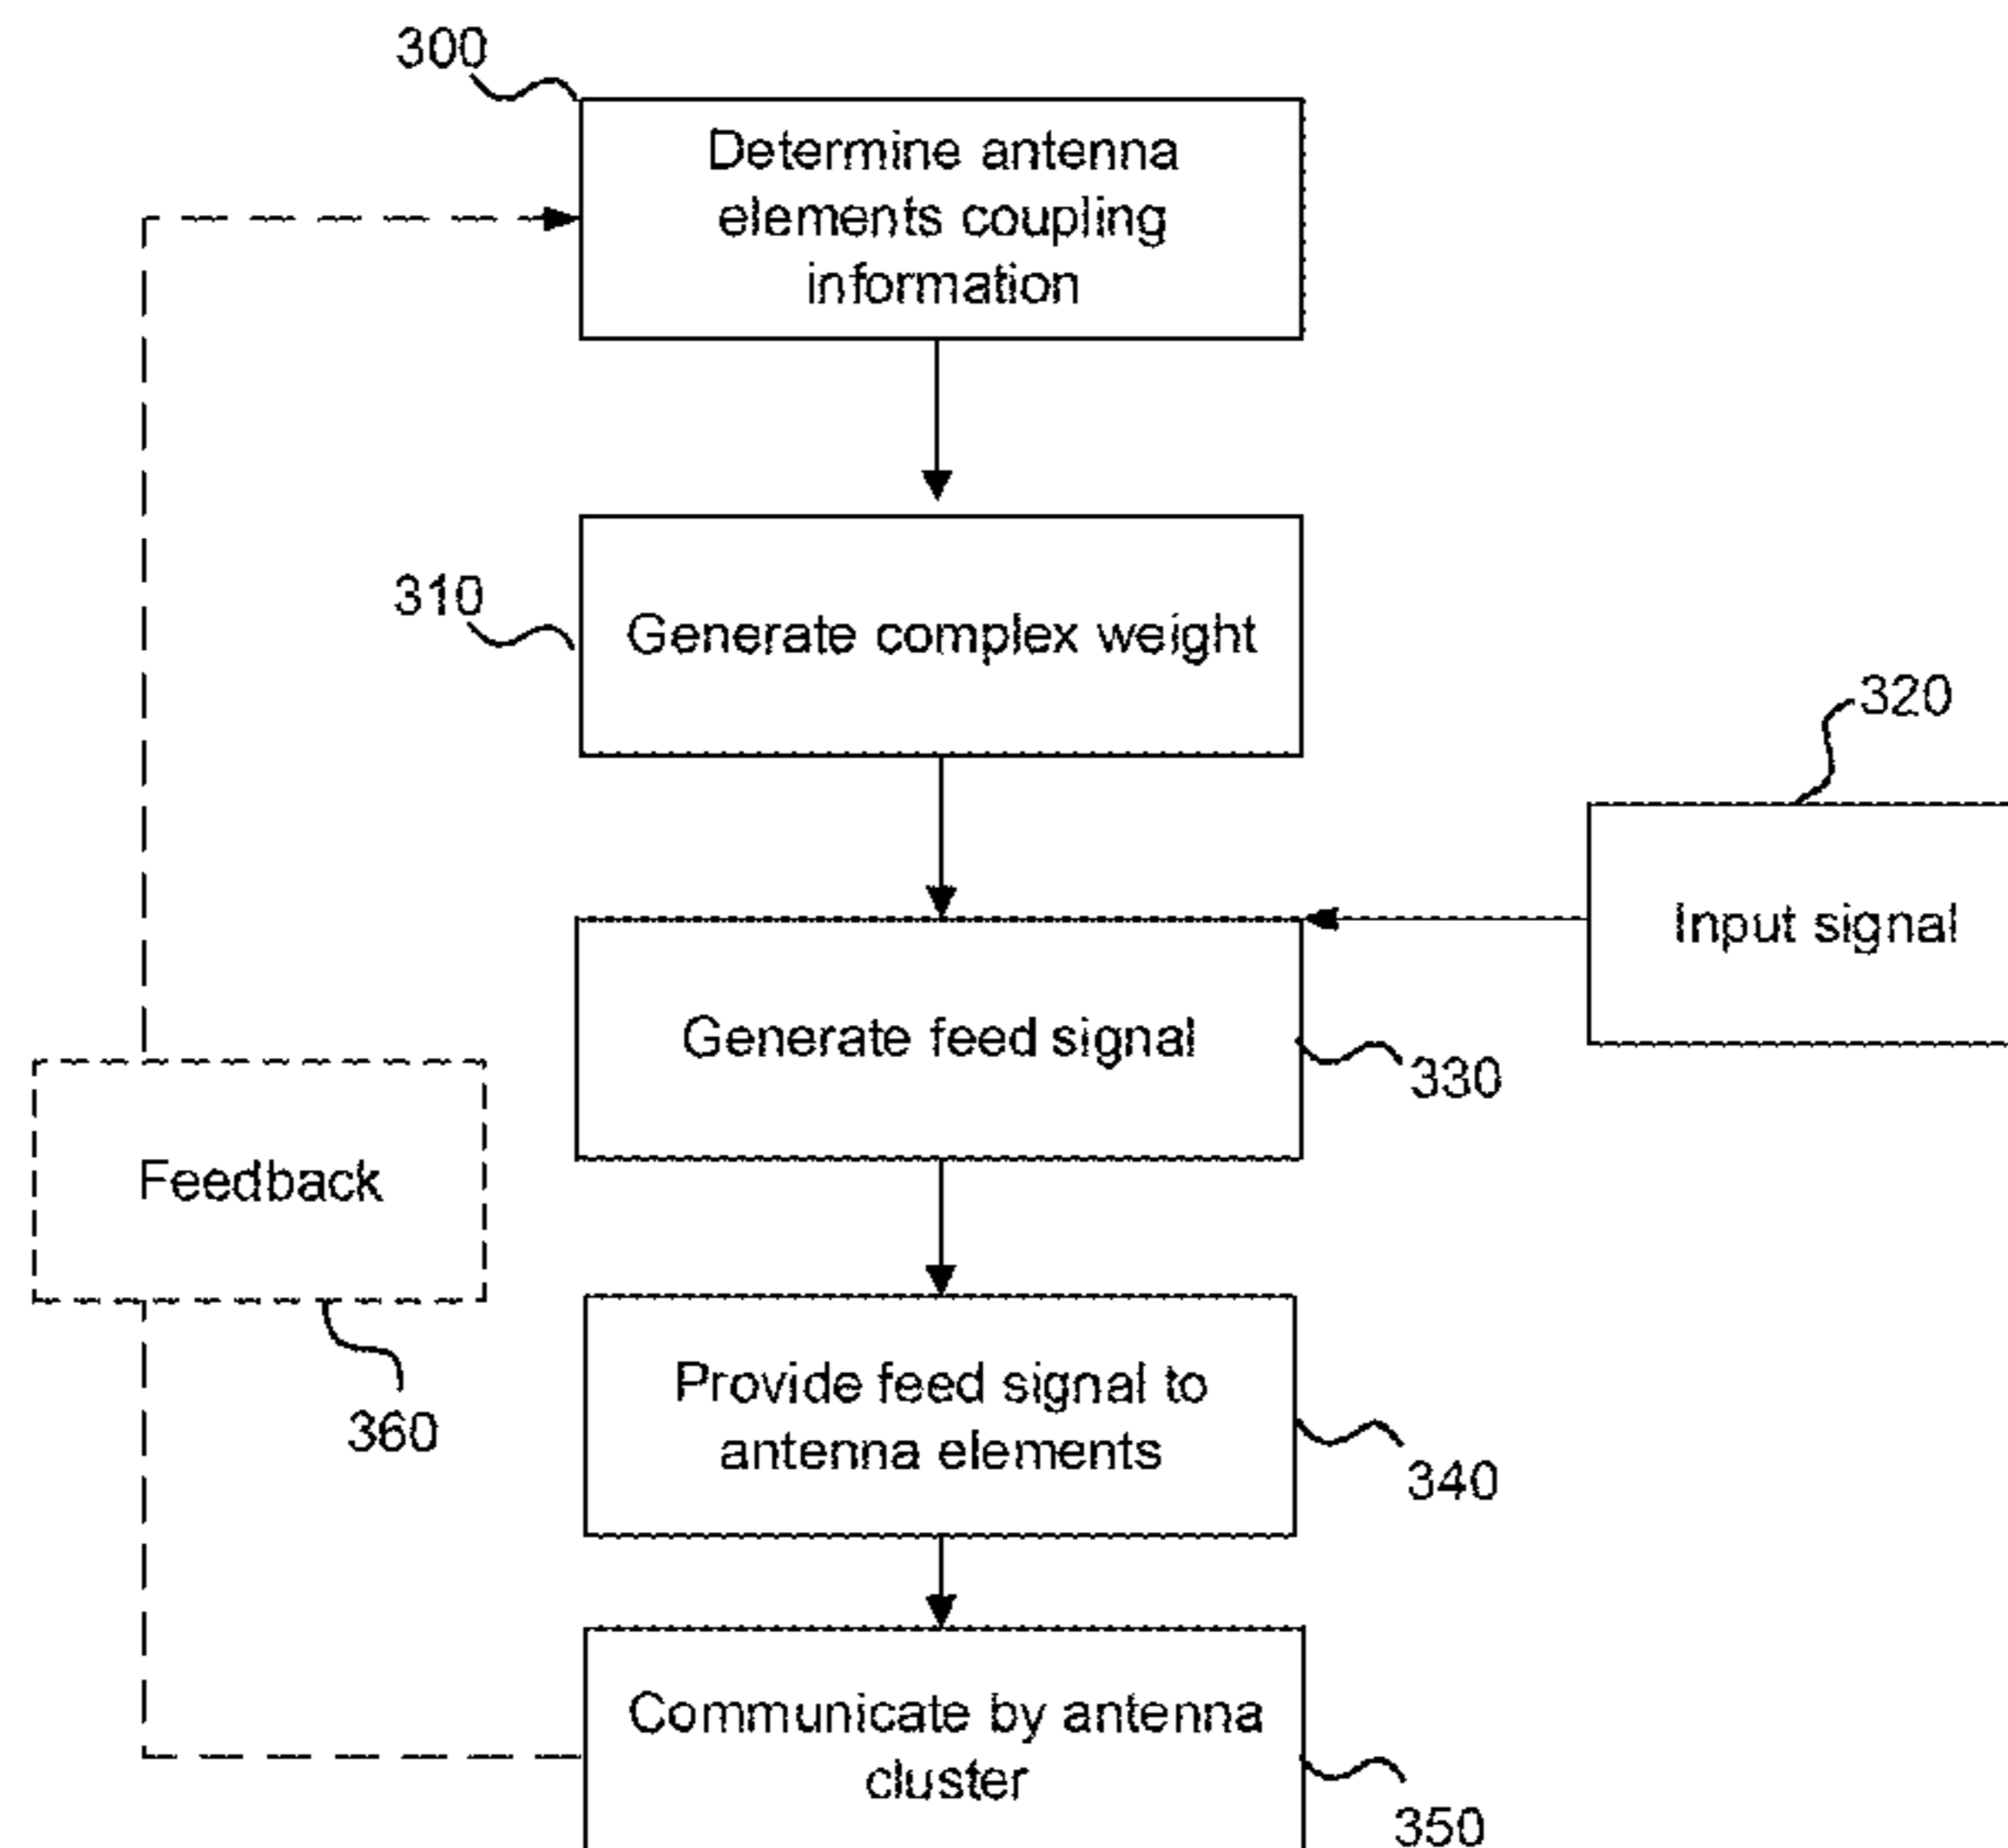 300
Determine antenna
elements coupling
information
310
Generate complex weight
320
Input signal
Generate feed signal
330
Feedback
360
Provide feed signal to
antenna elements
340
Communicate by antenna
cluster
350